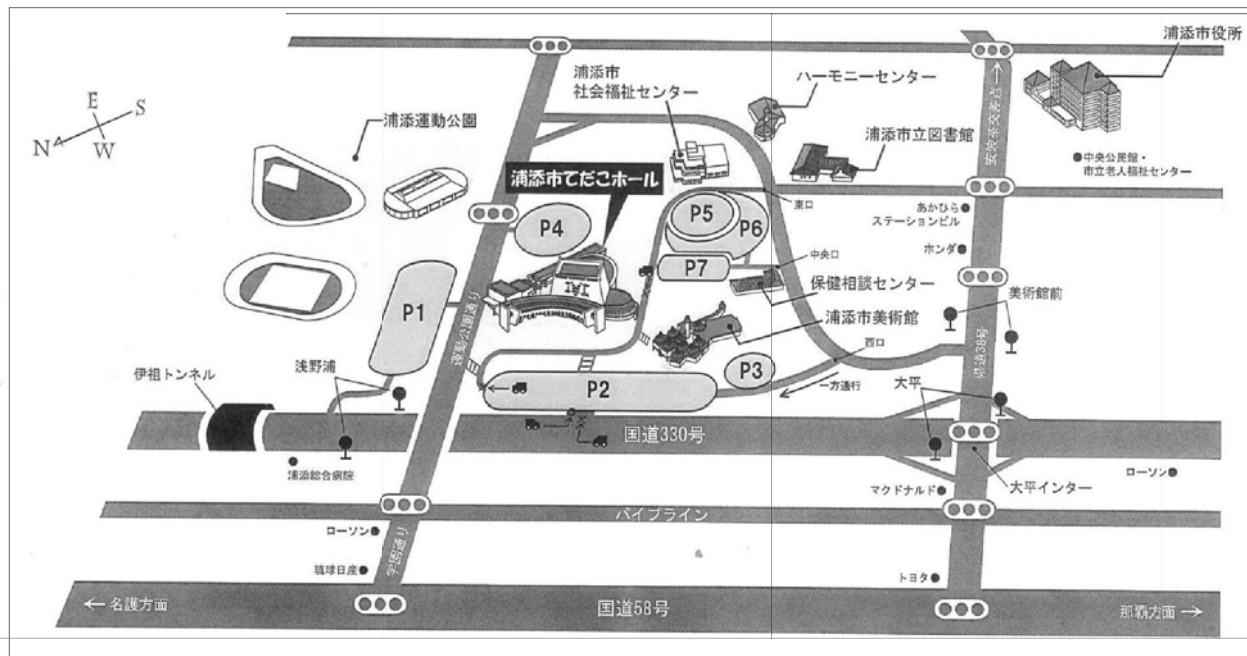 浦添市役所
浦添市
社会福祉センター
ハーモニーセンター
E
S
N
W
浦添運動公園
浦添市立図書館
安波茶交差点→
中央公民館・
市立老人福祉センター
浦添市てだこホール
東口
あかひら
ステーションビル
P5
P6
P4
ホンダ
中央口
P7
保健相談センター
美術館前
P1
運動公園通り
浦添市美術館
県道38号
西口
浅野浦
伊祖トンネル
P3
一方通行
大平
P2
国道330号
浦添総合病院
マクドナルド
大平インター
ローソン
パイプライン
ローソン
学園通り
琉球日産
トヨタ
←名護方面
国道58号
那覇方面→